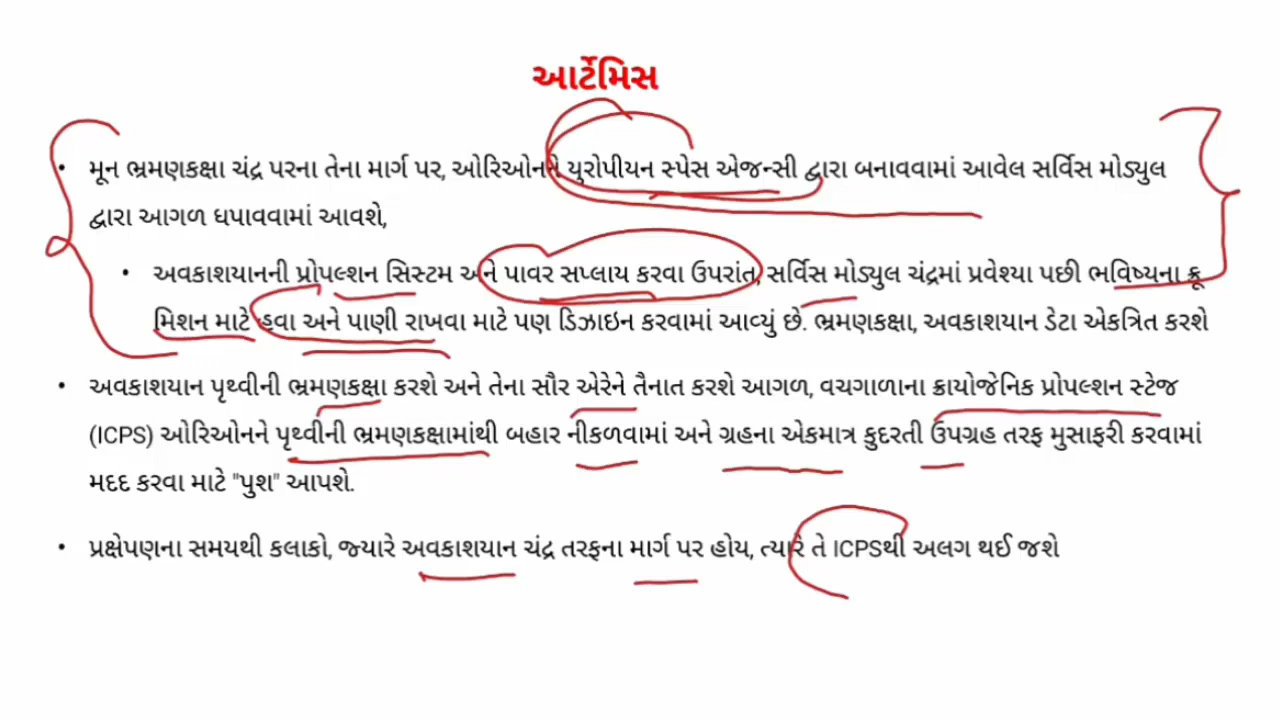 આર્ટેમિસ
• મૂન ભ્રમણકક્ષા ચંદ્ર પરના તેના માર્ગ પર, ઓરિઓનને યુરોપીયન સ્પેસ એજન્સી દ્વારા બનાવવામાં આવેલ સર્વિસ મોડ્યુલ
દ્વારા આગળ ધપાવવામાં આવશે,
• અવકાશયાનની પ્રોપલ્શન સિસ્ટમ અને પાવર સપ્લાય કરવા ઉપરાંત, સર્વિસ મોડ્યુલ ચંદ્રમાં પ્રવેશ્યા પછી ભવિષ્યના ક્રૂ
મિશન માટે હવા અને પાણી રાખવા માટે પણ ડિઝાઇન કરવામાં આવ્યું છે. ભ્રમણકક્ષા, અવકાશયાન ડેટા એકત્રિત કરશે
• અવકાશયાન પૃથ્વીની ભ્રમણકક્ષા કરશે અને તેના સૌર એરેને તૈનાત કરશે આગળ, વચગાળાના ક્રાયોજેનિક પ્રોપલ્શન સ્ટેજ
(ICPS) ઓરિઓનને પૃથ્વીની ભ્રમણકક્ષામાંથી બહાર નીકળવામાં અને ગ્રહના એકમાત્ર કુદરતી ઉપગ્રહ તરફ મુસાફરી કરવામાં
મદદ કરવા માટે "પુશ" આપશે.
• પ્રક્ષેપણના સમયથી કલાકો, જ્યારે અવકાશયાન ચંદ્ર તરફના માર્ગ પર હોય, ત્યારે તે ICPSથી અલગ થઈ જશે